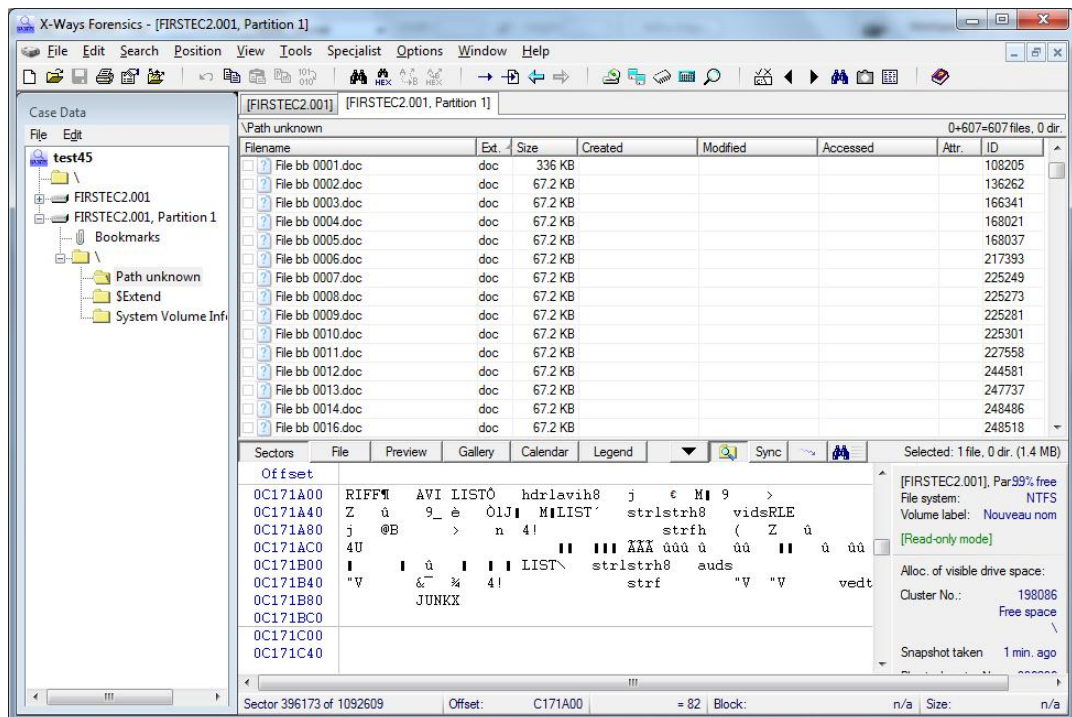 X-Ways Forensics - [FIRSTEC2.001, Partition 1]
File Edit Search Position View Tools Specialist Options Window Help
Case Data
File Edit
test45
\
FIRSTEC2.001
FIRSTEC2.001, Partition 1
Bookmarks
\
Path unknown
$Extend
System Volume Inf
[FIRSTEC2.001] [FIRSTEC2.001, Partition 1]
\Path unknown 0+607=607 files, 0 dir.
Filename Ext. Size Created Modified Accessed Attr. ID
File bb 0001.doc doc 336 KB 108205
File bb 0002.doc doc 67.2 KB 136262
File bb 0003.doc doc 67.2 KB 166341
File bb 0004.doc doc 67.2 KB 168021
File bb 0005.doc doc 67.2 KB 168037
File bb 0006.doc doc 67.2 KB 217393
File bb 0007.doc doc 67.2 KB 225249
File bb 0008.doc doc 67.2 KB 225273
File bb 0009.doc doc 67.2 KB 225281
File bb 0010.doc doc 67.2 KB 225301
File bb 0011.doc doc 67.2 KB 227558
File bb 0012.doc doc 67.2 KB 244581
File bb 0013.doc doc 67.2 KB 247737
File bb 0014.doc doc 67.2 KB 248486
File bb 0016.doc doc 67.2 KB 248518
Sectors File Preview Gallery Calendar Legend Sync Selected: 1 file, 0 dir. (1.4 MB)
Offset
0C171A00 RIFF¶ AVI LISTÔ hdrlavih8 j € M 9 >
0C171A40 Z û 9_ è ÒlJ M LIST´ strlstrh8 vidsRLE
0C171A80 j @B > n 4! strfh ( Z û
0C171AC0 4U ÃÃÃ ûûû û ûû û ûû
0C171B00 û LIST\ strlstrh8 auds
0C171B40 "V &¯ ¾ 4! strf "V "V vedt
0C171B80 JUNKX
0C171BC0
0C171C00
0C171C40
[FIRSTEC2.001], Par 99% free
File system: NTFS
Volume label: Nouveau nom
[Read-only mode]
Alloc. of visible drive space:
Cluster No.: 198086
Free space
\
Snapshot taken 1 min. ago
Sector 396173 of 1092609 Offset: C171A00 = 82 Block: n/a Size: n/a